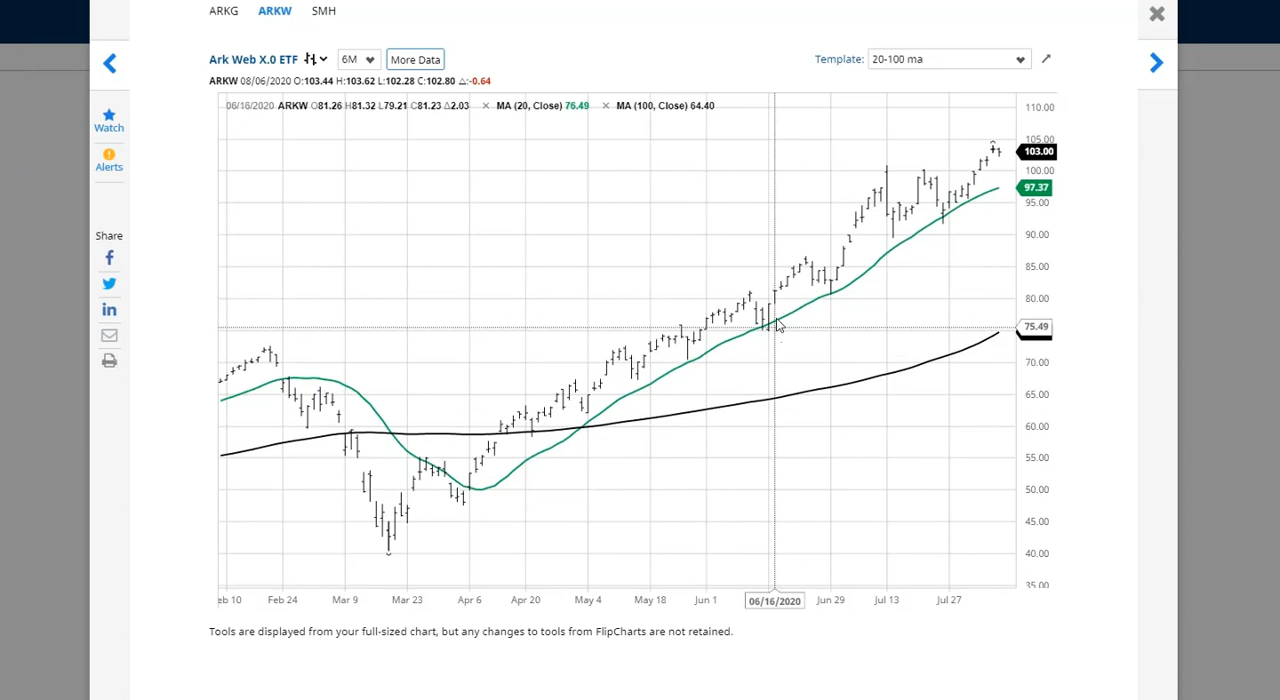 ARKG ARKW SMH
Ark Web X.0 ETF 6M More Data Template: 20-100 ma
ARKW 08/06/2020 O:103.44 H:103.62 L:102.28 C:102.80 △:-0.64
06/16/2020 ARKW O81.26 H81.32 L79.21 C81.23 Δ2.03 × MA (20, Close) 76.49 × MA (100, Close) 64.40
110.00
105.00
103.00
100.00
97.37
95.00
90.00
85.00
80.00
75.49
70.00
65.00
60.00
55.00
50.00
45.00
40.00
35.00
Watch
Alerts
Share
eb 10 Feb 24 Mar 9 Mar 23 Apr 6 Apr 20 May 4 May 18 Jun 1 06/16/2020 Jun 29 Jul 13 Jul 27
Tools are displayed from your full-sized chart, but any changes to tools from FlipCharts are not retained.